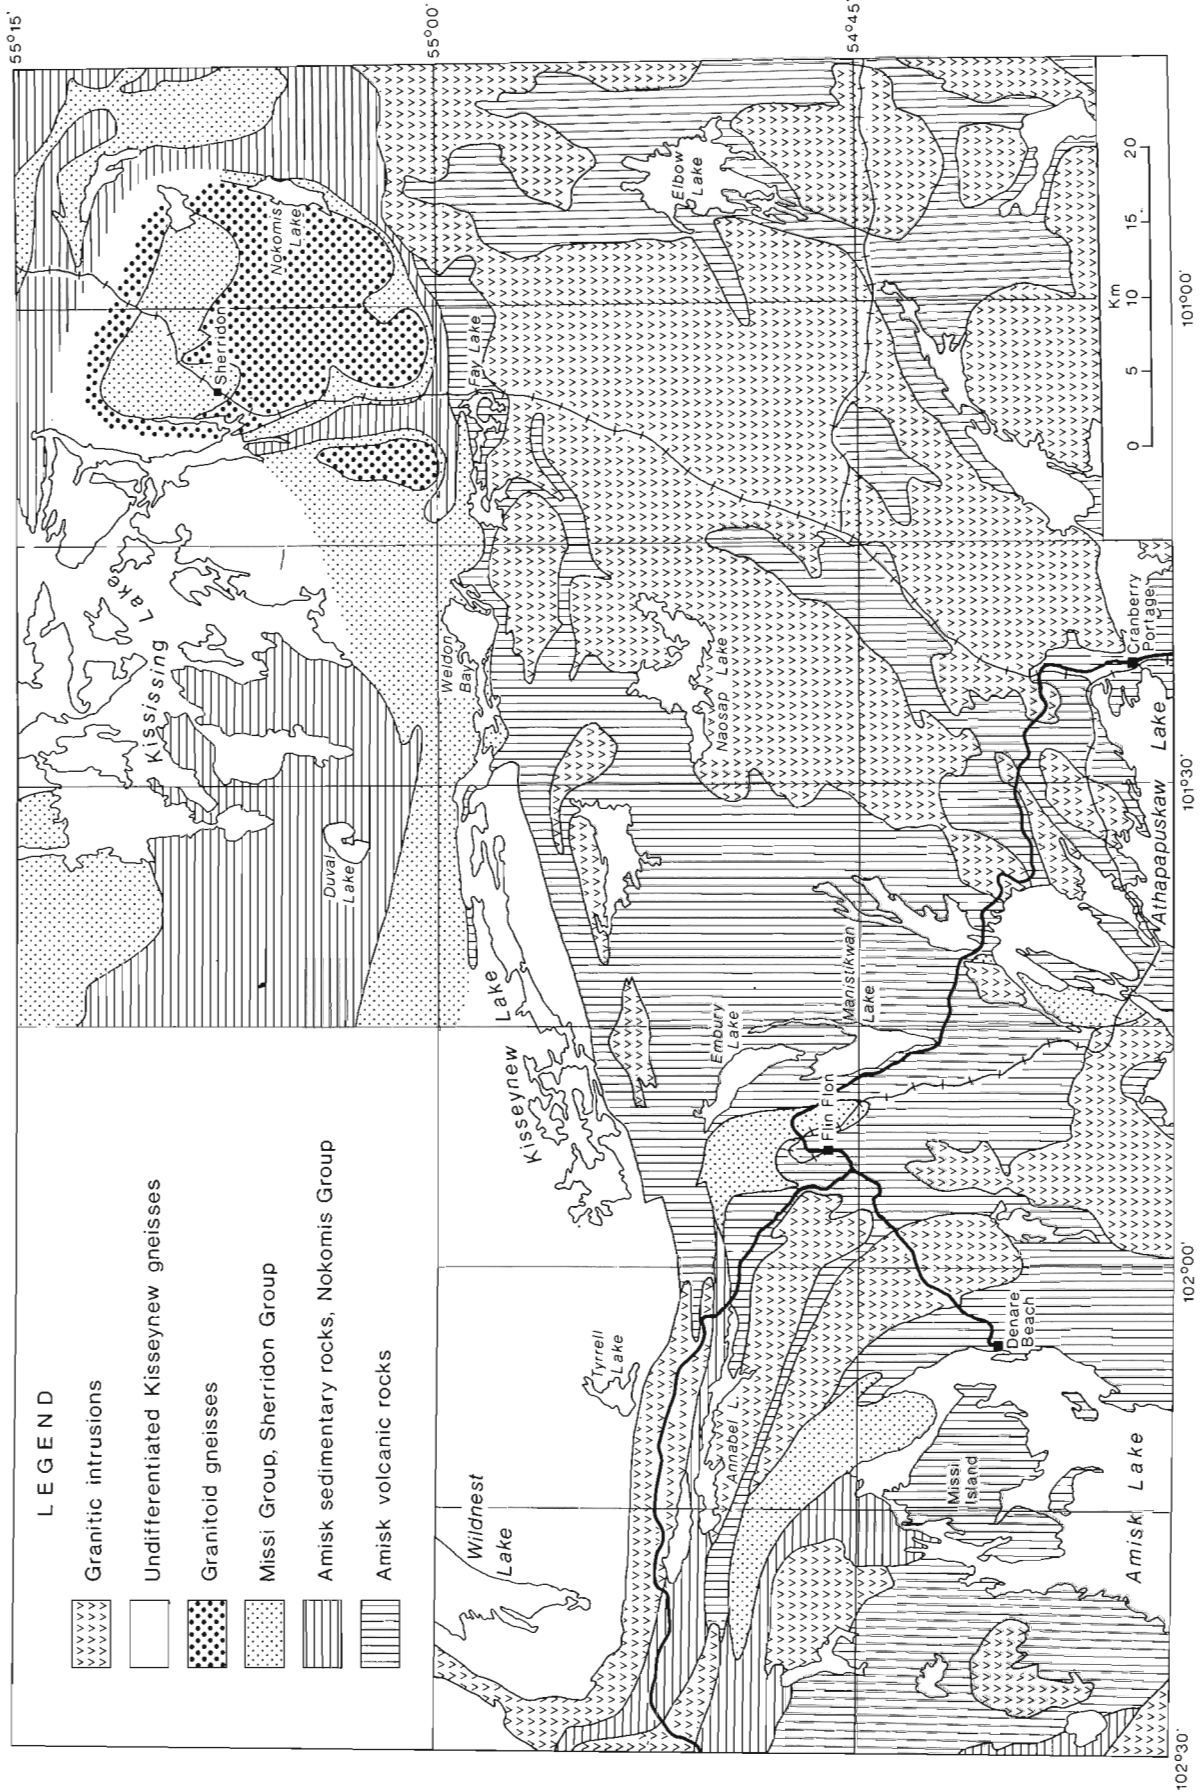 LEGEND
Granitic intrusions
Undifferentiated Kisseynew gneisses
Granitoid gneisses
Missi Group, Sherridon Group
Amisk sedimentary rocks, Nokomis Group
Amisk volcanic rocks
55°15'
55°00'
54°45'
102°30'
102°00'
101°30'
101°00'
Kississing
Lake
Sherridon
Nokomis
Lake
Duval
Lake
Weldon
Bay
Fay Lake
Elbow
Lake
Wildnest
Lake
Tyrrell
Lake
Kisseynew
Lake
Naosap Lake
Annabel L.
Embury
Lake
Manistikwan
Lake
Flin Flon
Denare
Beach
Missi
Island
Amisk Lake
Athapapuskaw Lake
Cranberry
Portage
Km
0 5 10 15 20